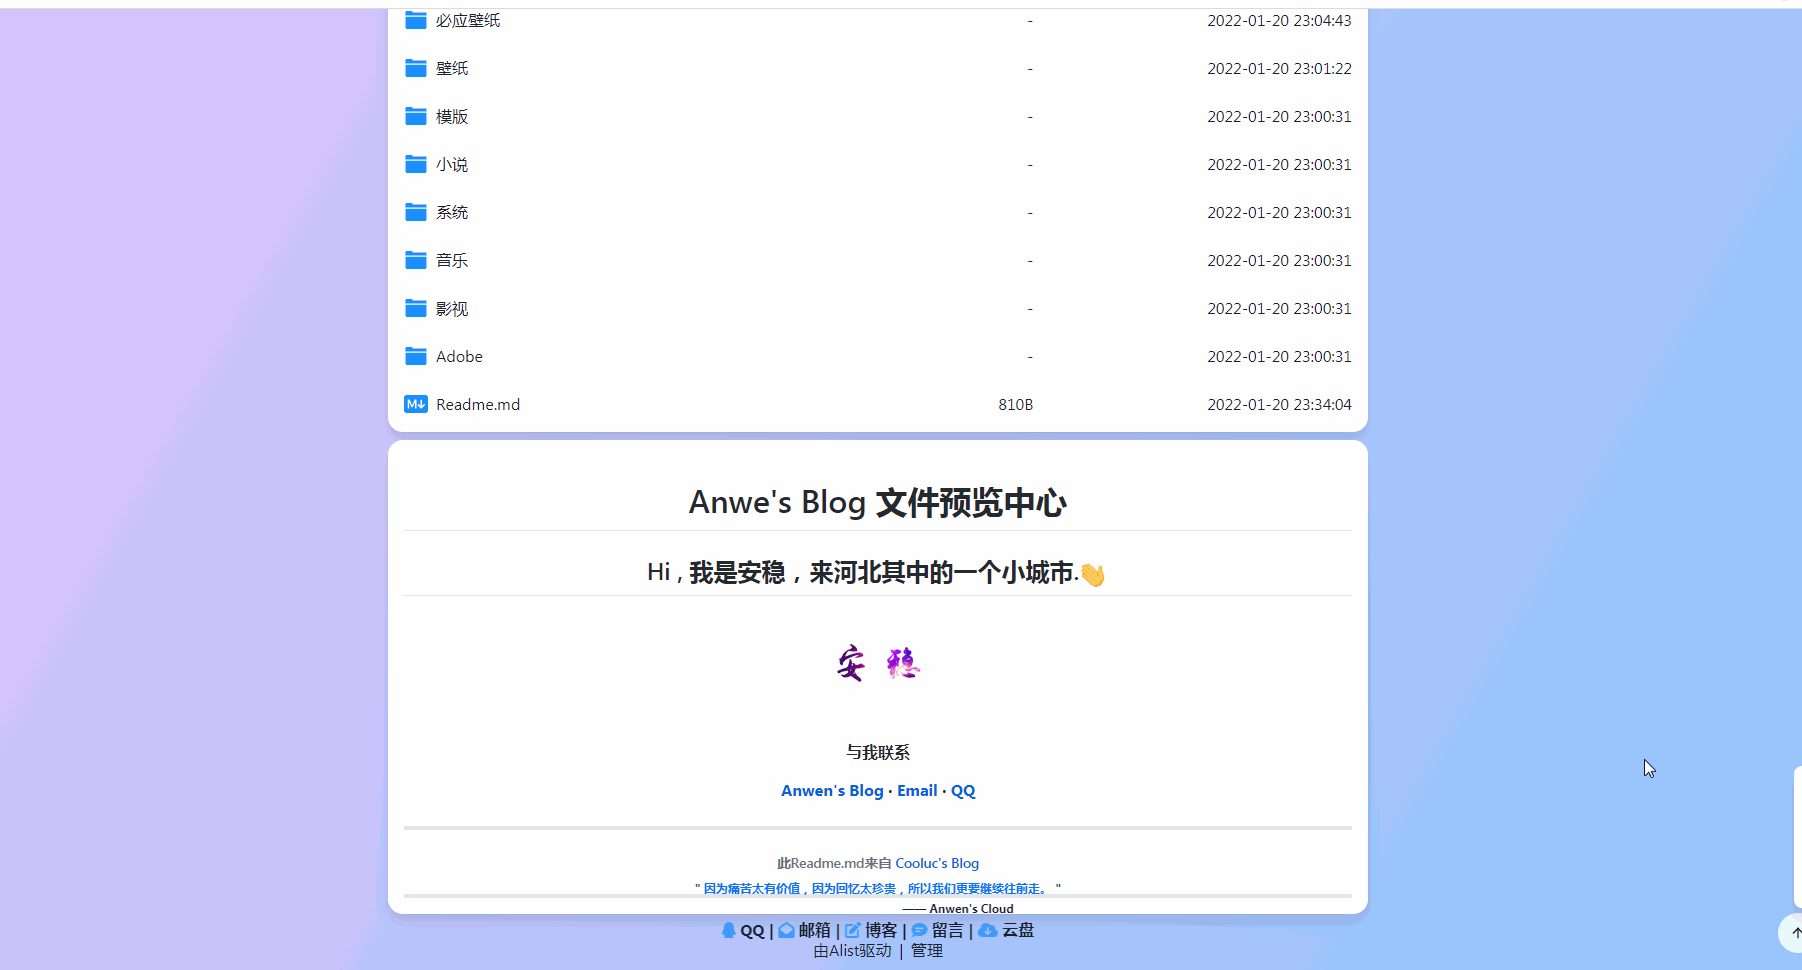 必应壁纸 - 2022-01-20 23:04:43
壁纸 - 2022-01-20 23:01:22
模版 - 2022-01-20 23:00:31
小说 - 2022-01-20 23:00:31
系统 - 2022-01-20 23:00:31
音乐 - 2022-01-20 23:00:31
影视 - 2022-01-20 23:00:31
Adobe - 2022-01-20 23:00:31
M↓ Readme.md 810B 2022-01-20 23:34:04
Anwe's Blog 文件预览中心
Hi , 我是安稳，来河北其中的一个小城市.👋
安 稳
与我联系
Anwen's Blog · Email · QQ
此Readme.md来自 Cooluc's Blog
" 因为痛苦太有价值，因为回忆太珍贵，所以我们更要继续往前走。 "
—— Anwen's Cloud
QQ | 邮箱 | 博客 | 留言 | 云盘
由Alist驱动 | 管理